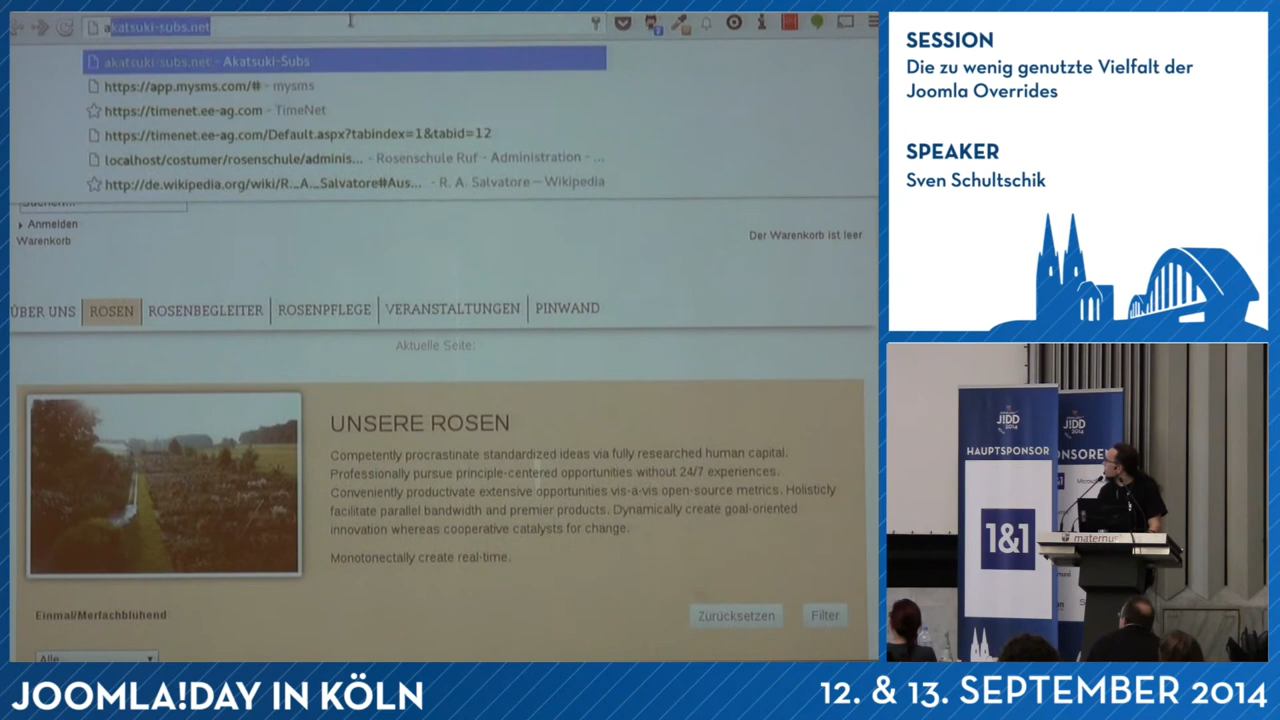 akatsuki-subs.net
akatsuki-subs.net - Akatsuki-Subs
https://app.mysms.com/# - mysms
https://timenet.ee-ag.com - TimeNet
https://timenet.ee-ag.com/Default.aspx?tabindex=1&tabid=12
localhost/costumer/rosenschule/adminis... - Rosenschule Ruf - Administration - ...
http://de.wikipedia.org/wiki/R._A._Salvatore#Aus... - R. A. Salvatore – Wikipedia
Anmelden
Warenkorb
Der Warenkorb ist leer
ÜBER UNS ROSEN ROSENBEGLEITER ROSENPFLEGE VERANSTALTUNGEN PINWAND
Aktuelle Seite:
UNSERE ROSEN
Competently procrastinate standardized ideas via fully researched human capital.
Professionally pursue principle-centered opportunities without 24/7 experiences.
Conveniently productivate extensive opportunities vis-a-vis open-source metrics. Holisticly
facilitate parallel bandwidth and premier products. Dynamically create goal-oriented
innovation whereas cooperative catalysts for change.
Monotonectally create real-time.
Einmal/Merfachblühend
Zurücksetzen Filter
Alle
SESSION
Die zu wenig genutzte Vielfalt der
Joomla Overrides
SPEAKER
Sven Schultschik
J!DD
2014
J!DD
2014
HAUPTSPONSOR
1&1
maternus
JOOMLA!DAY IN KÖLN
12. & 13. SEPTEMBER 2014